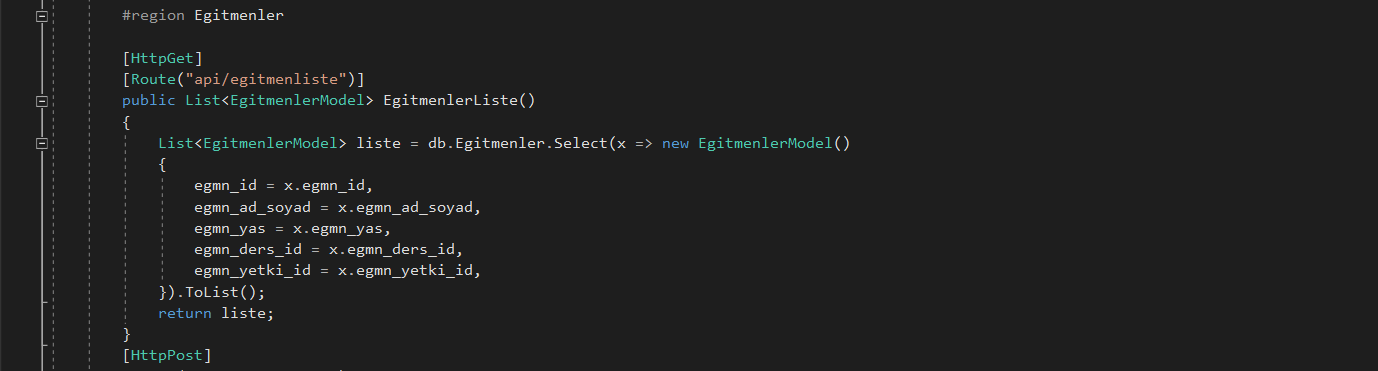 #region Egitmenler
[HttpGet]
[Route("api/egitmenliste")]
public List<EgitmenlerModel> EgitmenlerListe()
{
List<EgitmenlerModel> liste = db.Egitmenler.Select(x => new EgitmenlerModel()
{
egmn_id = x.egmn_id,
egmn_ad_soyad = x.egmn_ad_soyad,
egmn_yas = x.egmn_yas,
egmn_ders_id = x.egmn_ders_id,
egmn_yetki_id = x.egmn_yetki_id,
}).ToList();
return liste;
}
[HttpPost]